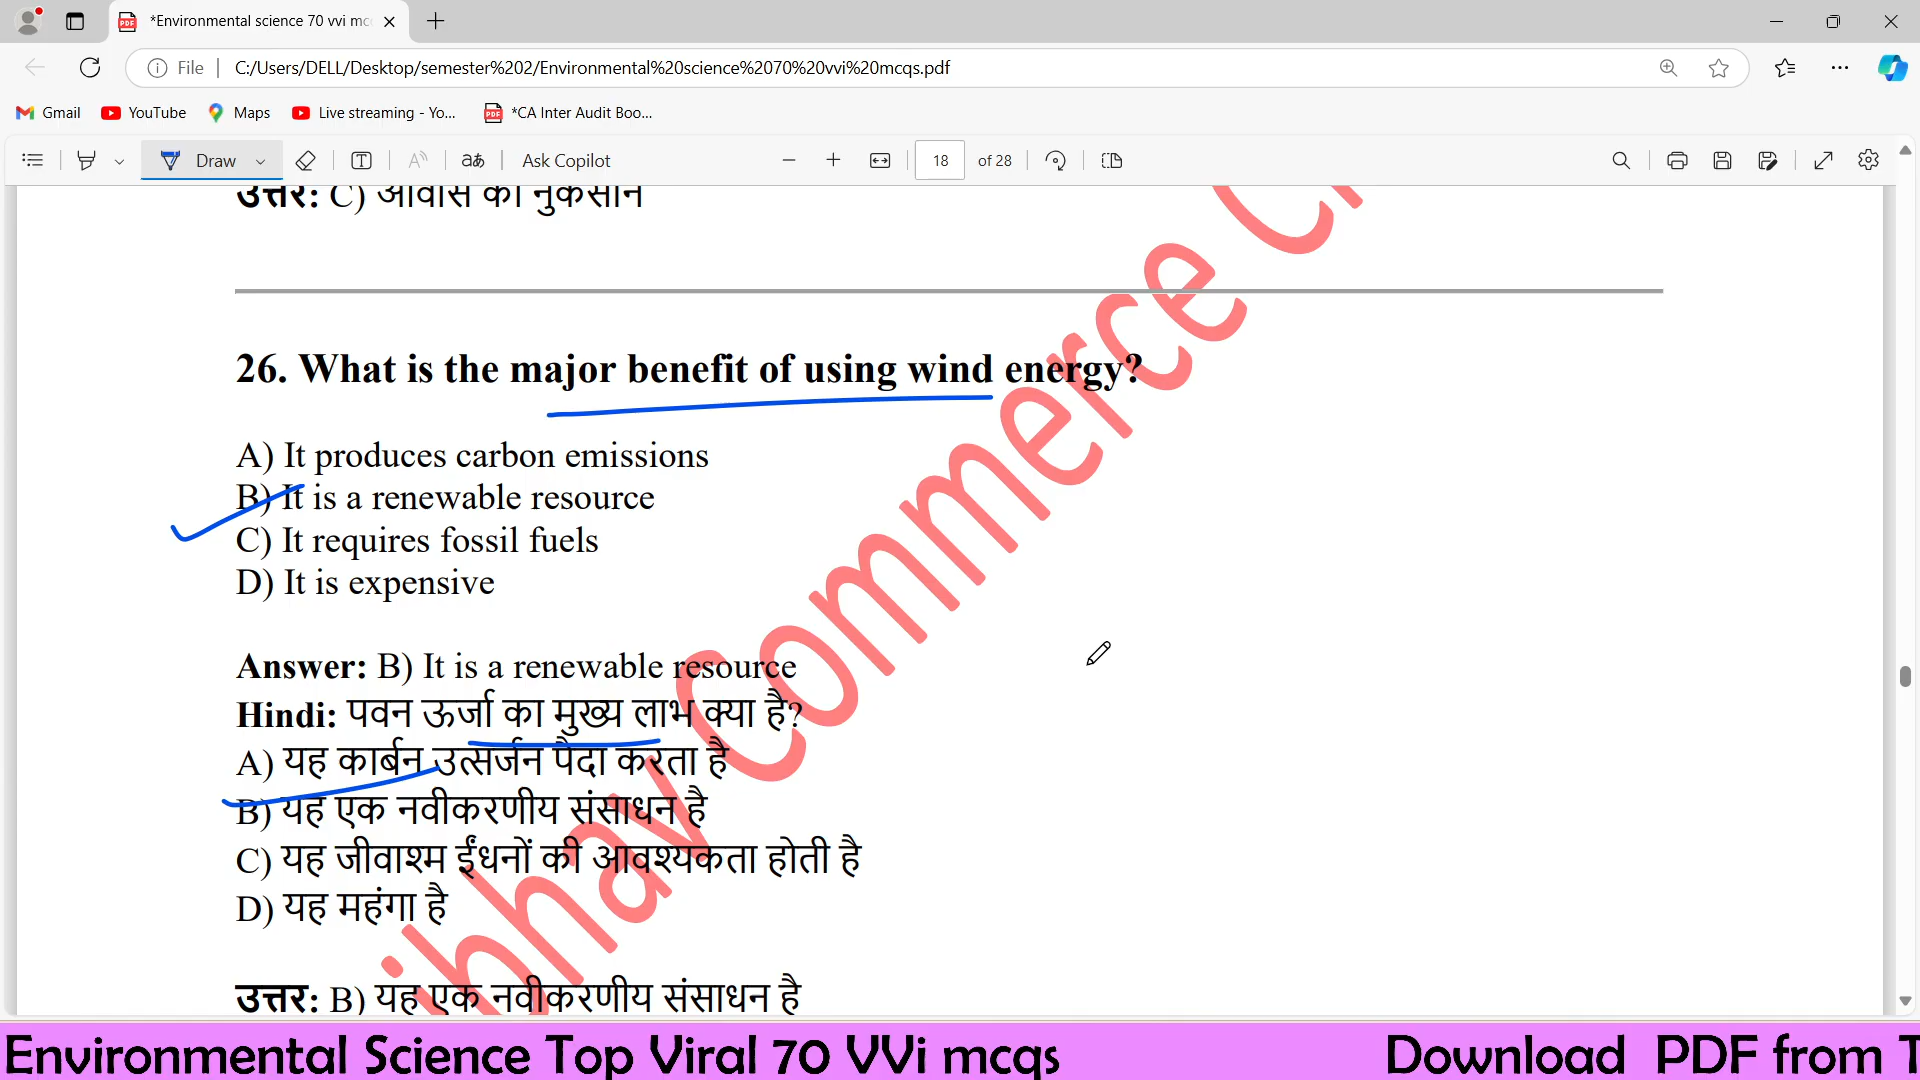 *Environmental science 70 vvi mc
File | C:/Users/DELL/Desktop/semester%202/Environmental%20science%2070%20vvi%20mcqs.pdf
Gmail YouTube Maps Live streaming - Yo... *CA Inter Audit Boo...
Draw Ask Copilot 18 of 28
उत्तर: C) आवास का नुकसान
26. What is the major benefit of using wind energy?
A) It produces carbon emissions
B) It is a renewable resource
C) It requires fossil fuels
D) It is expensive
Answer: B) It is a renewable resource
Hindi: पवन ऊर्जा का मुख्य लाभ क्या है?
A) यह कार्बन उत्सर्जन पैदा करता है
B) यह एक नवीकरणीय संसाधन है
C) यह जीवाश्म ईंधनों की आवश्यकता होती है
D) यह महंगा है
उत्तर: B) यह एक नवीकरणीय संसाधन है
Commerce
Environmental Science Top Viral 70 VVi mcqs Download PDF from T